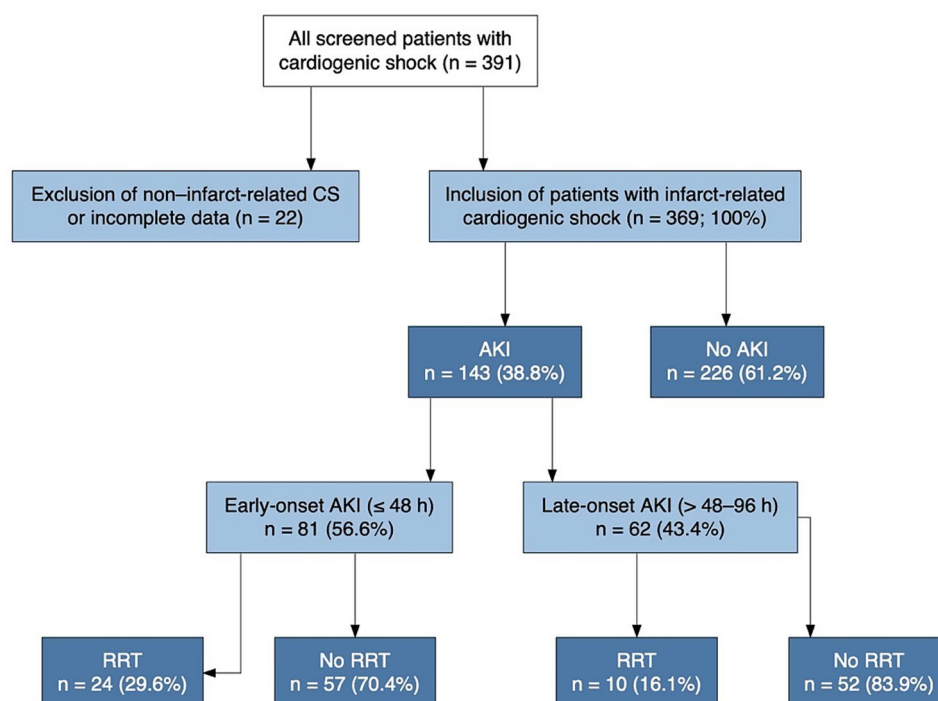 All screened patients with
cardiogenic shock (n = 391)
Exclusion of non–infarct-related CS
or incomplete data (n = 22)
Inclusion of patients with infarct-related
cardiogenic shock (n = 369; 100%)
AKI
n = 143 (38.8%)
No AKI
n = 226 (61.2%)
Early-onset AKI (≤ 48 h)
n = 81 (56.6%)
Late-onset AKI (> 48–96 h)
n = 62 (43.4%)
RRT
n = 24 (29.6%)
No RRT
n = 57 (70.4%)
RRT
n = 10 (16.1%)
No RRT
n = 52 (83.9%)